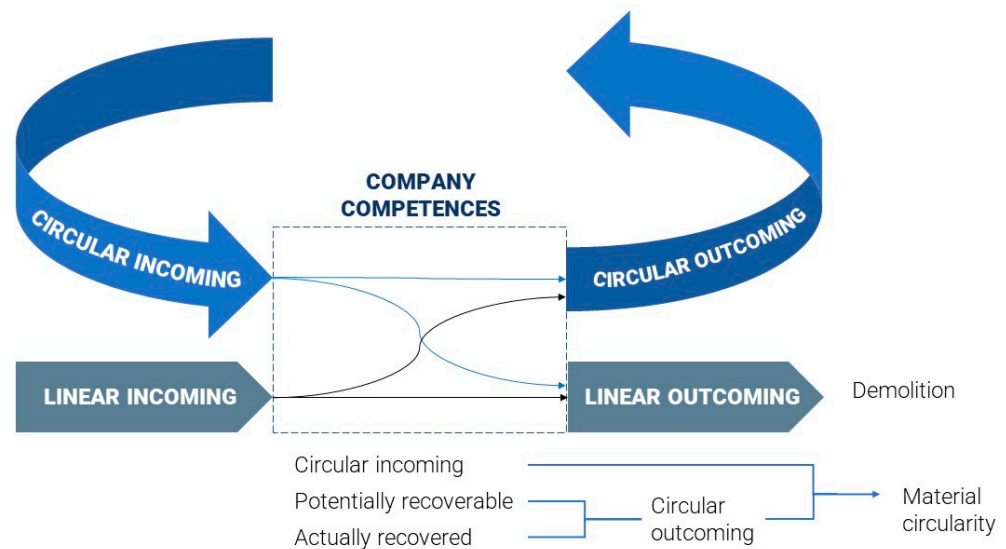 COMPANY
COMPETENCES
CIRCULAR INCOMING
CIRCULAR OUTCOMING
LINEAR INCOMING
LINEAR OUTCOMING
Demolition
Circular incoming
Potentially recoverable
Actually recovered
Circular
outcoming
Material
circularity